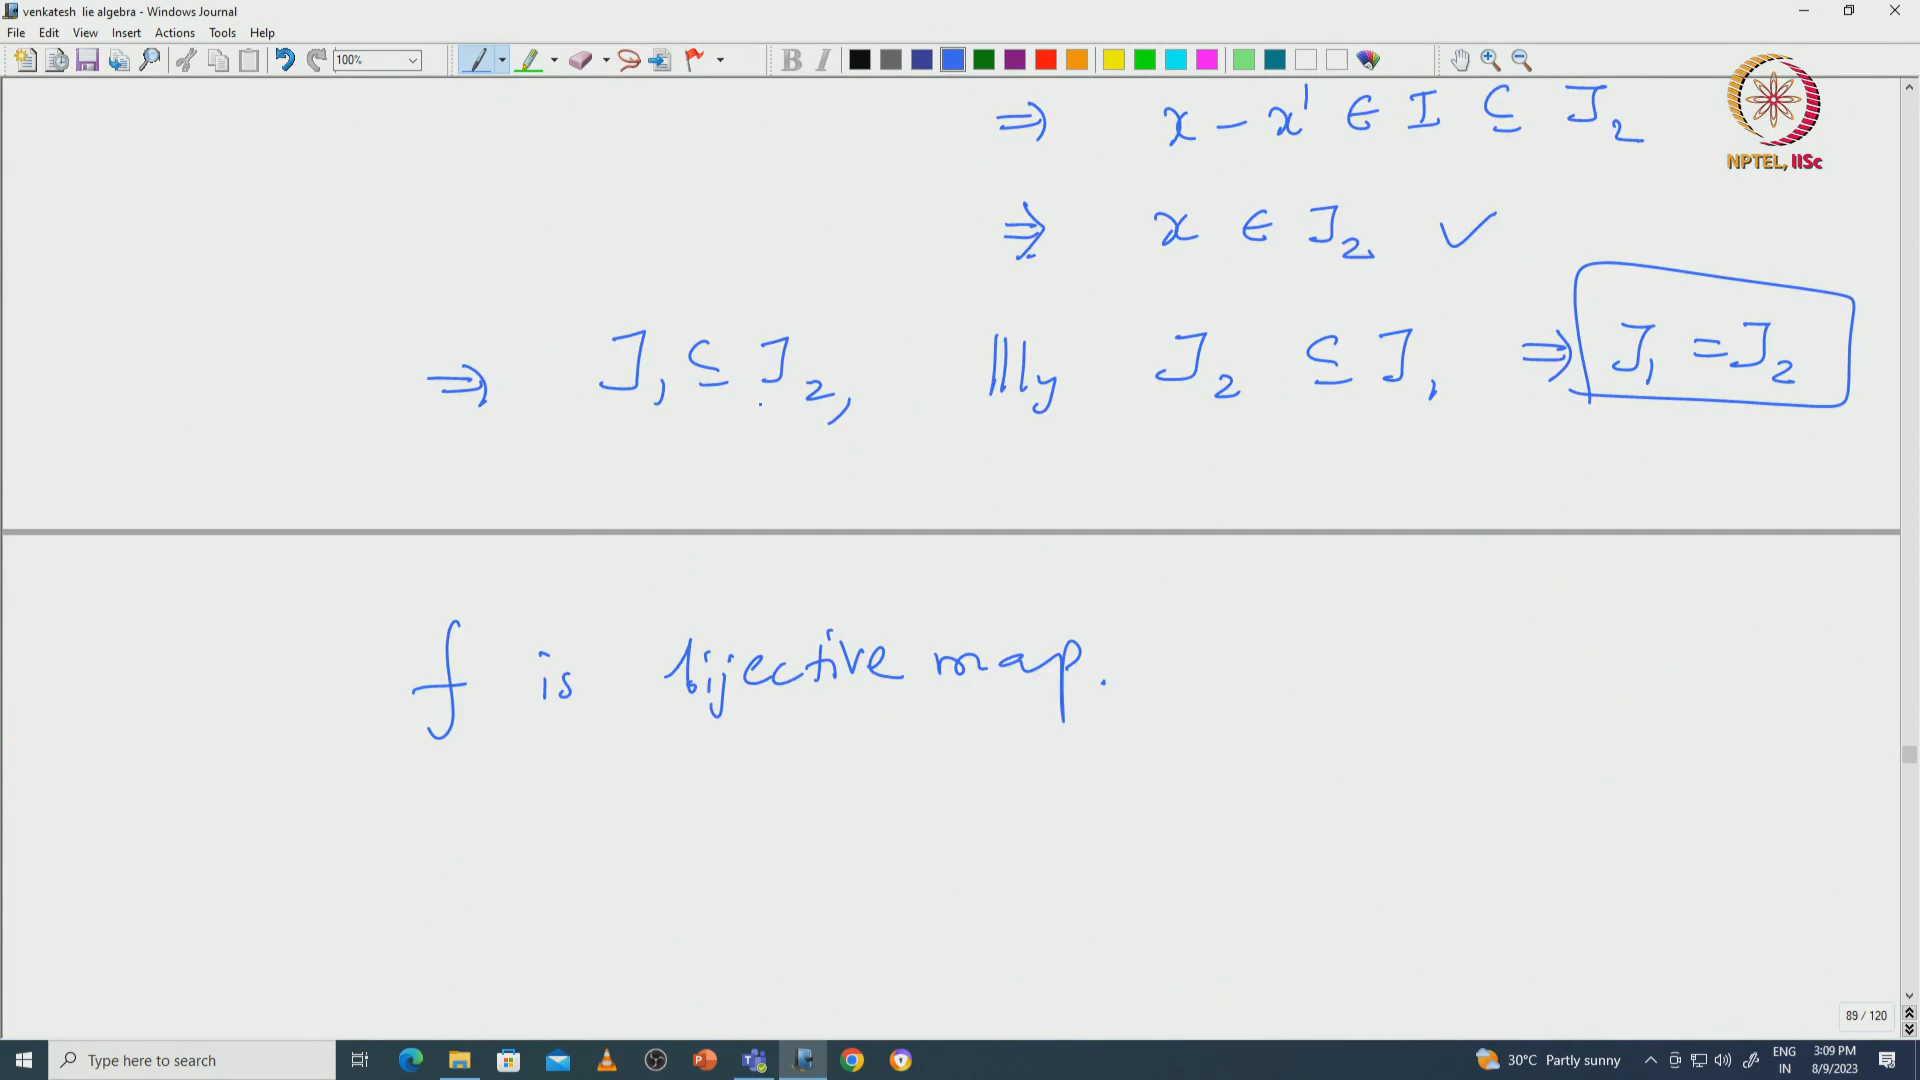 venkatesh lie algebra - Windows Journal
File Edit View Insert Actions Tools Help
100%
B I
NPTEL, IISc
⇒ x - x' ∈ I ⊆ J₂
⇒ x ∈ J₂ ✓
⇒ J₁ ⊆ J₂, Illly J₂ ⊆ J₁ ⇒ J₁ = J₂
f is bijective map.
89 / 120
Type here to search
30°C Partly sunny
ENG
IN
3:09 PM
8/9/2023